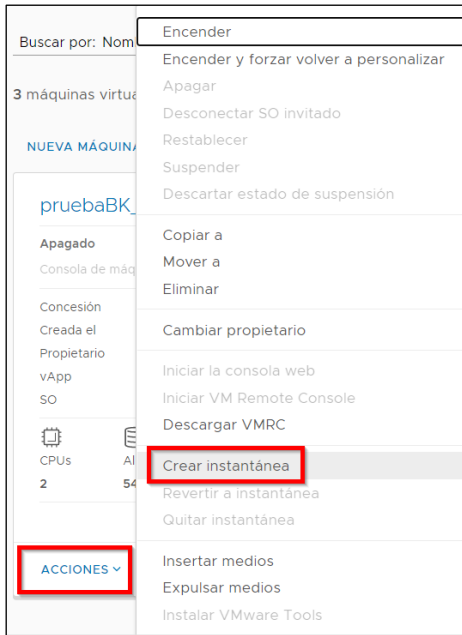 Buscar por: Nom
3 máquinas virtua
NUEVA MÁQUIN
pruebaBK_
Apagado
Consola de máq
Concesión
Creada el
Propietario
vApp
SO
CPUs
Al
2
54
ACCIONES
Encender
Encender y forzar volver a personalizar
Apagar
Desconectar SO invitado
Restablecer
Suspender
Descartar estado de suspensión
Copiar a
Mover a
Eliminar
Cambiar propietario
Iniciar la consola web
Iniciar VM Remote Console
Descargar VMRC
Crear instantánea
Revertir a instantánea
Quitar instantánea
Insertar medios
Expulsar medios
Instalar VMware Tools